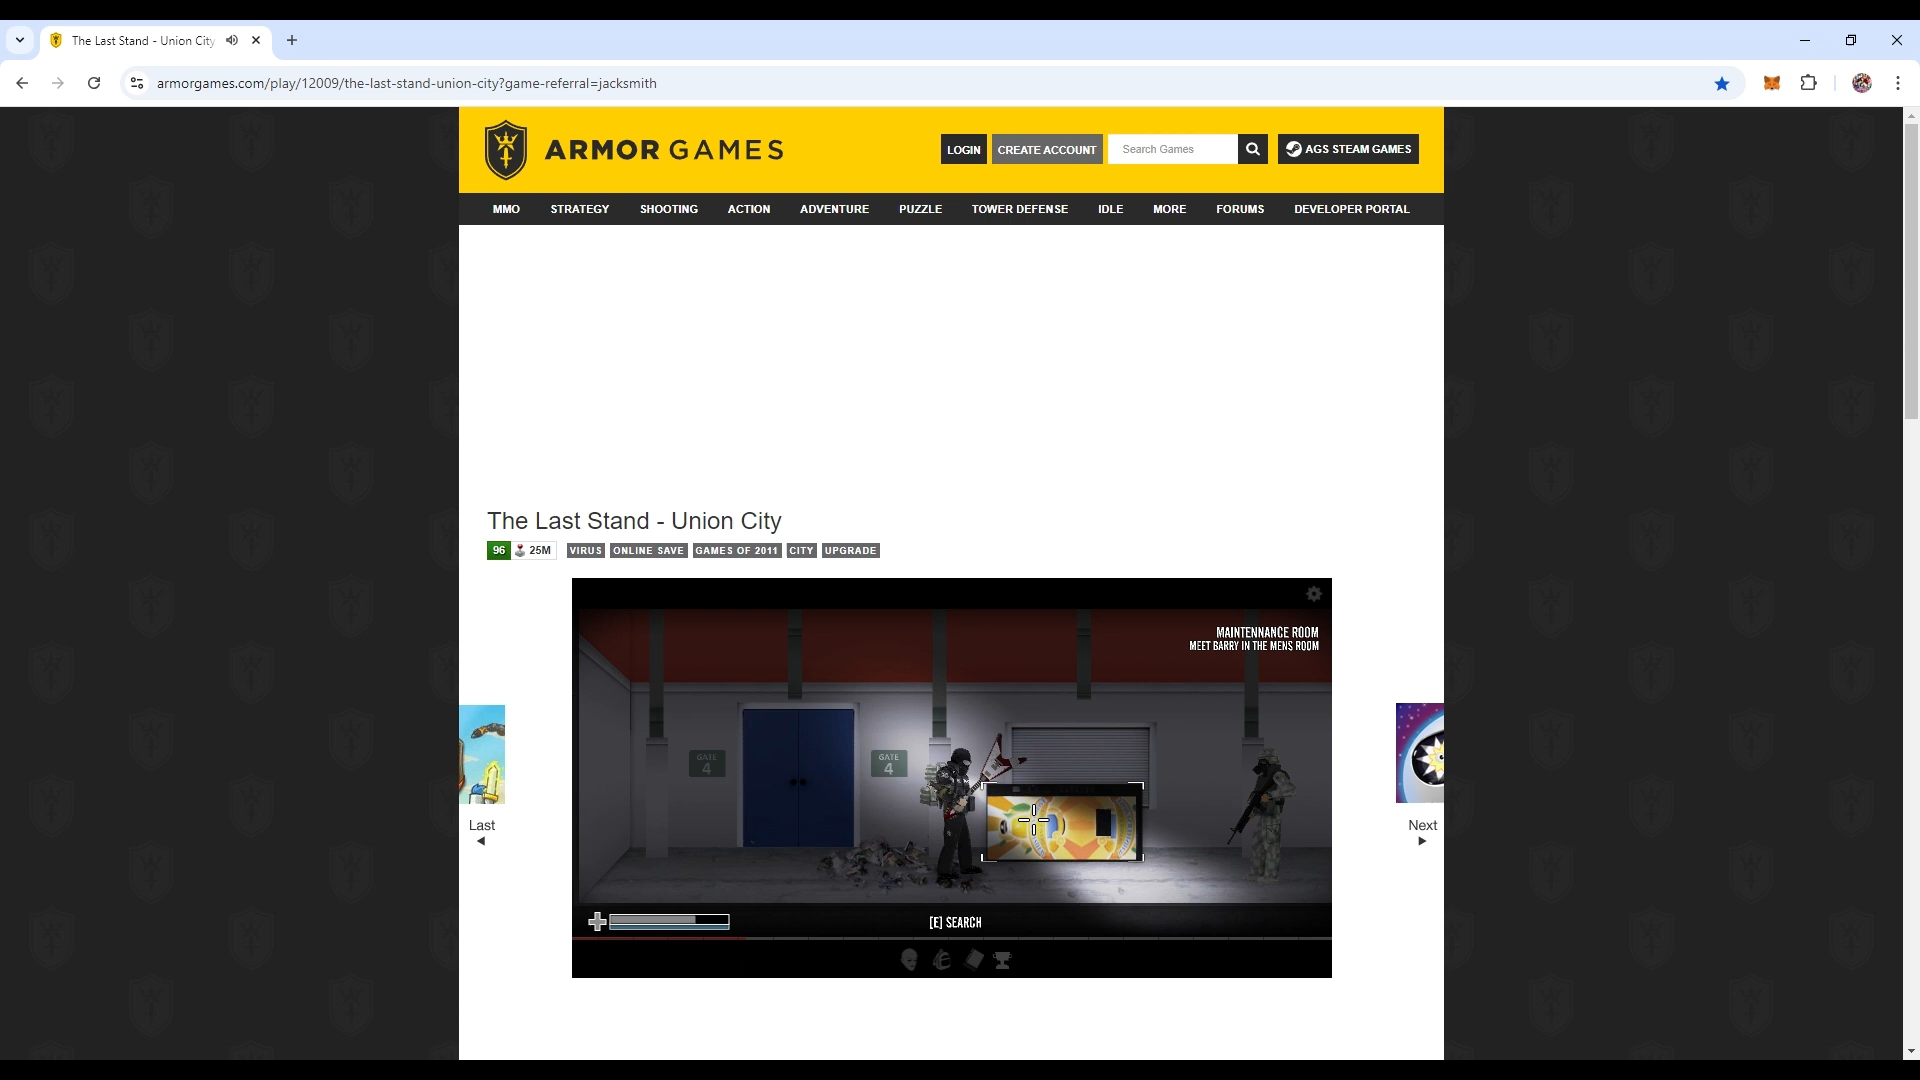 The Last Stand - Union City
armorgames.com/play/12009/the-last-stand-union-city?game-referral=jacksmith
ARMOR GAMES
LOGIN
CREATE ACCOUNT
Search Games
AGS STEAM GAMES
MMO
STRATEGY
SHOOTING
ACTION
ADVENTURE
PUZZLE
TOWER DEFENSE
IDLE
MORE
FORUMS
DEVELOPER PORTAL
The Last Stand - Union City
96
25M
VIRUS
ONLINE SAVE
GAMES OF 2011
CITY
UPGRADE
MAINTENNANCE ROOM
MEET BARRY IN THE MENS ROOM
GATE
4
GATE
4
Last
Next
[E] SEARCH